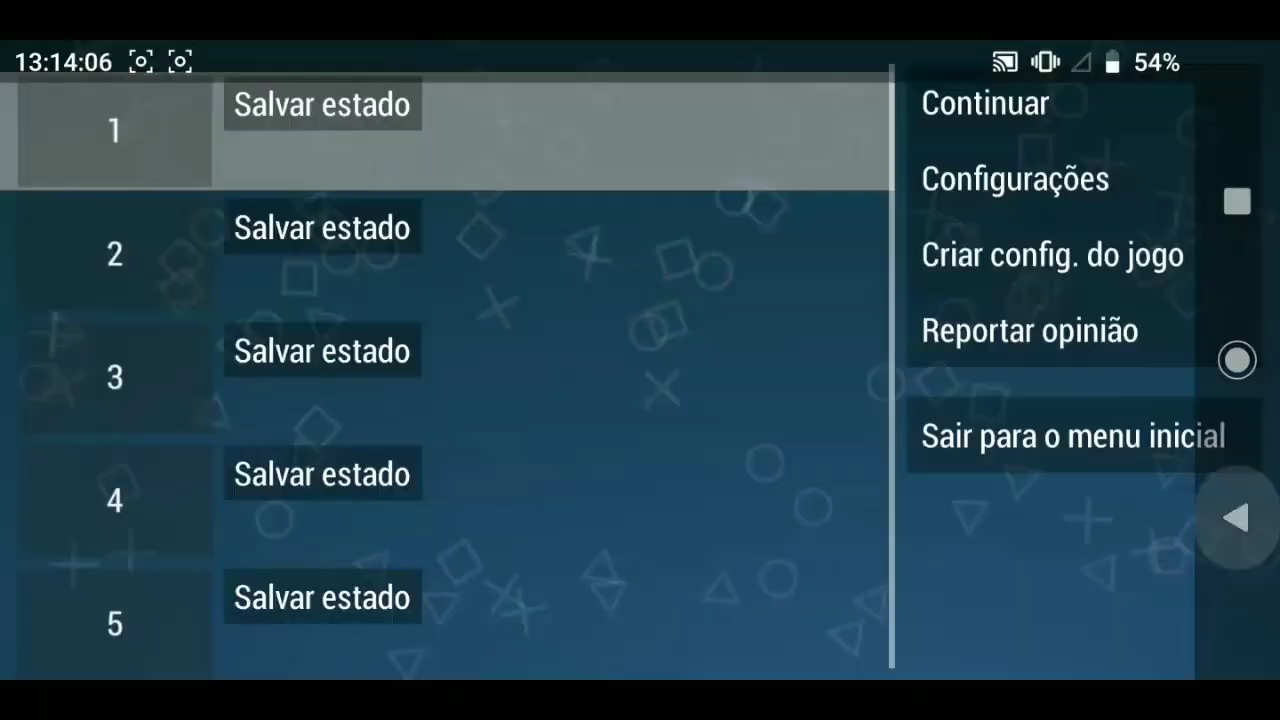 13:14:06 54%
1 Salvar estado
2 Salvar estado
3 Salvar estado
4 Salvar estado
5 Salvar estado
Continuar
Configurações
Criar config. do jogo
Reportar opinião
Sair para o menu inicial